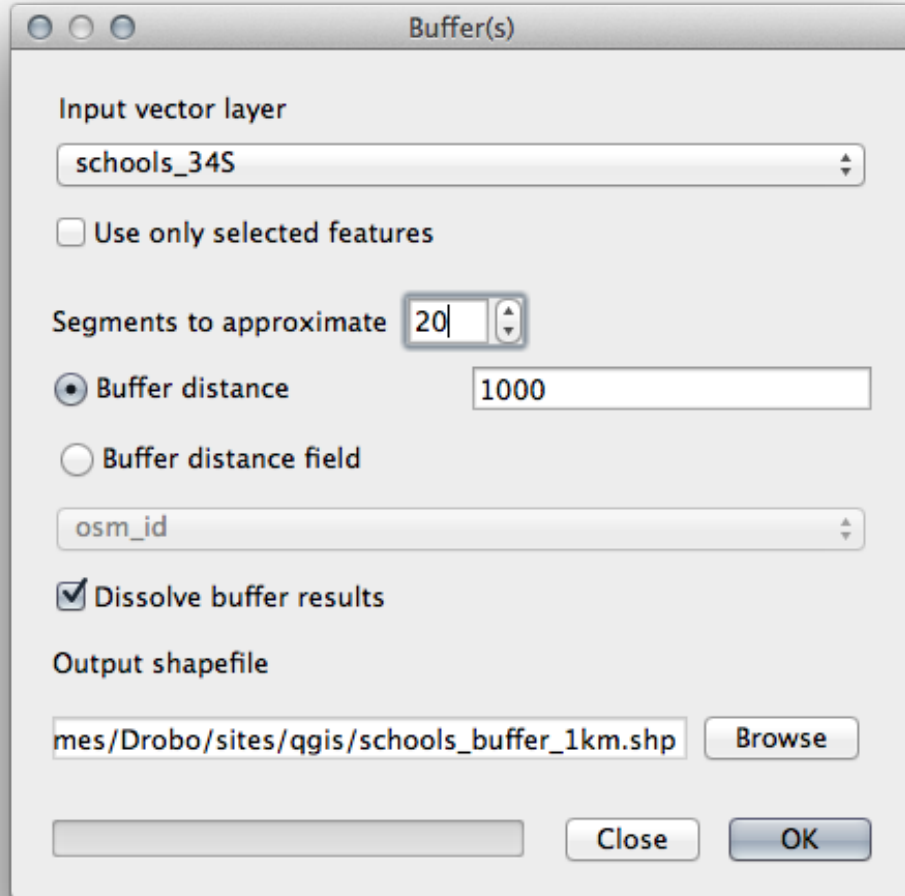 Buffer(s)
Input vector layer
schools_34S
Use only selected features
Segments to approximate 20
Buffer distance 1000
Buffer distance field
osm_id
Dissolve buffer results
Output shapefile
mes/Drobo/sites/qgis/schools_buffer_1km.shp Browse
Close OK